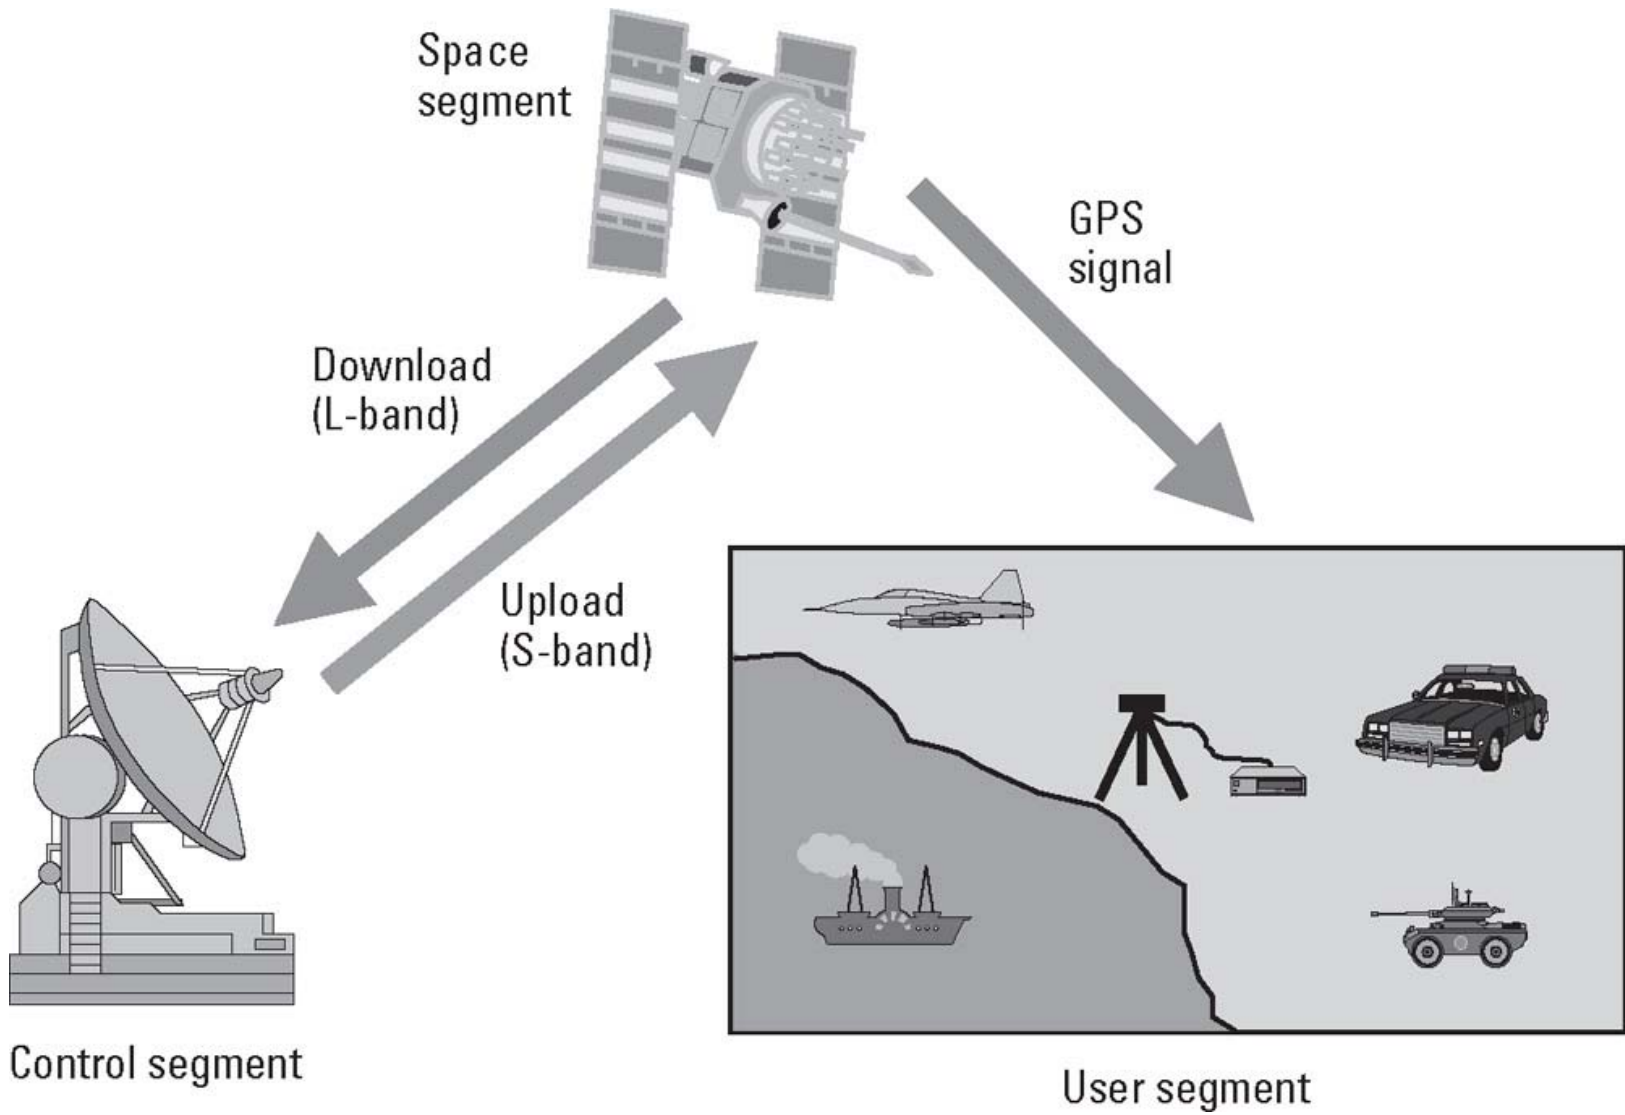 Space
segment
GPS
signal
Download
(L-band)
Upload
(S-band)
Control segment
User segment